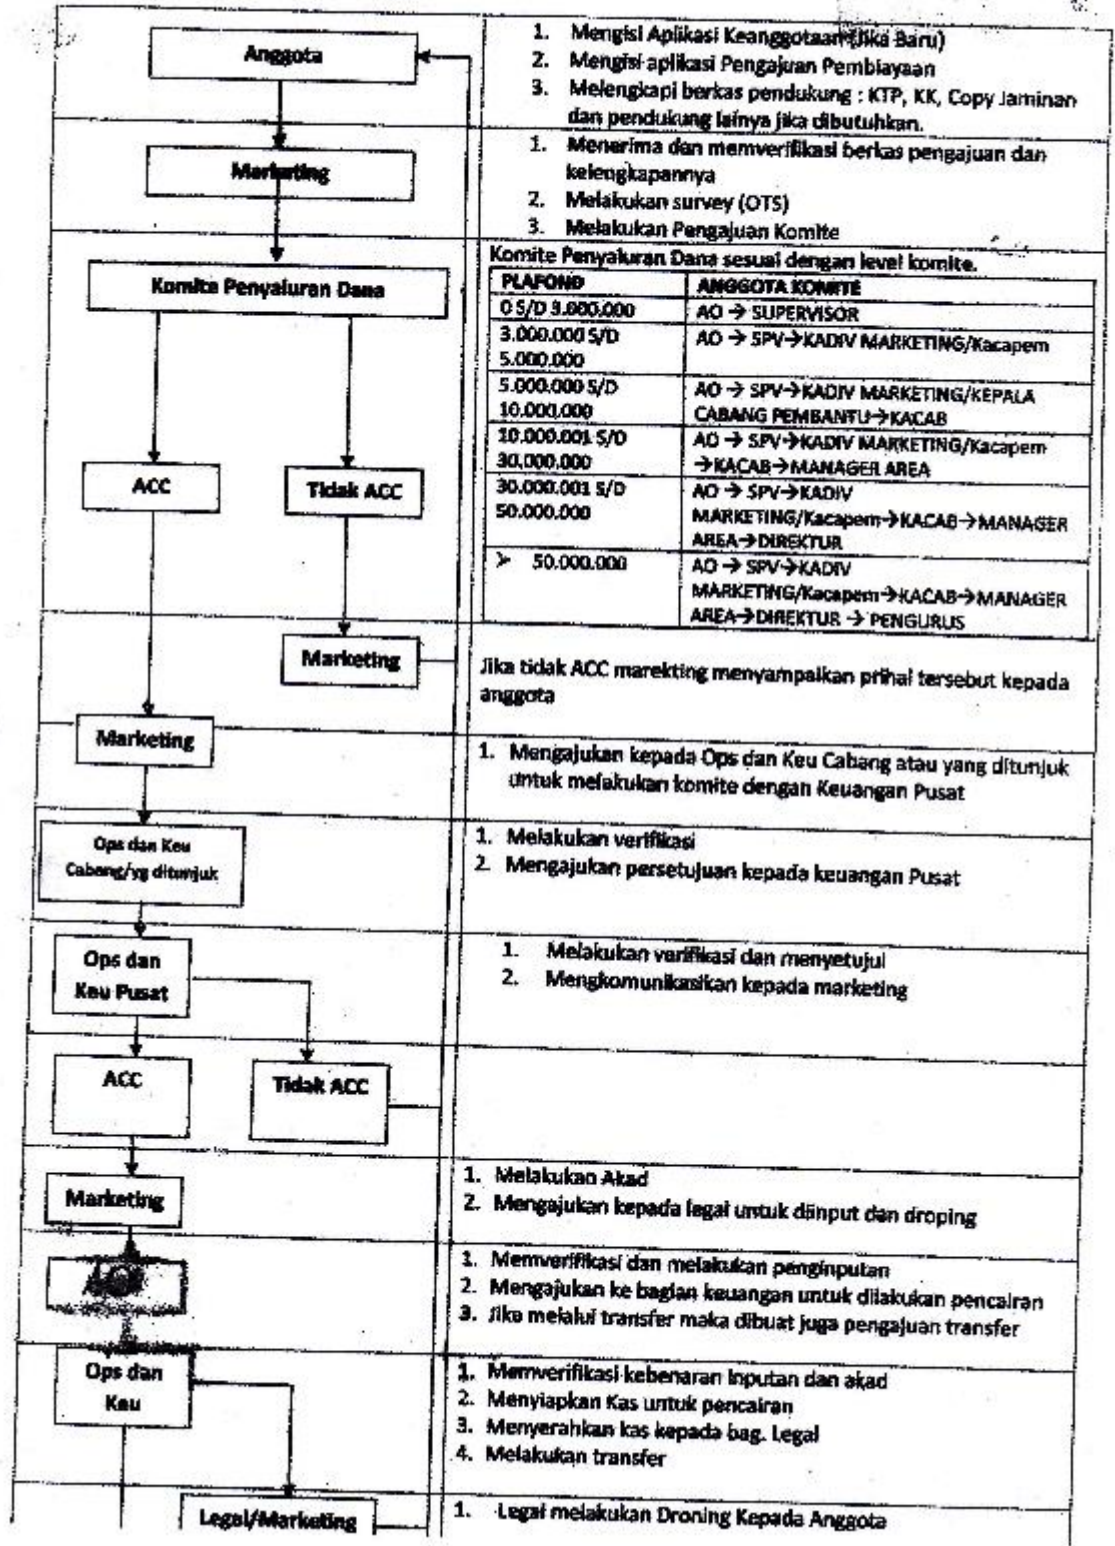 Anggota
1. Mengisi Aplikasi Keanggotaan (Jika Baru)
2. Mengisi aplikasi Pengajuan Pembiayaan
3. Melengkapi berkas pendukung : KTP, KK, Copy Jaminan
dan pendukung lainya jika dibutuhkan.
Marketing
1. Menerima dan memverifikasi berkas pengajuan dan
kelengkapannya
2. Melakukan survey (OTS)
3. Melakukan Pengajuan Komite
Komite Penyaluran Dana
Komite Penyaluran Dana sesuai dengan level komite.
PLAFOND ANGGOTA KOMITE
0 S/D 3.000.000 AO → SUPERVISOR
3.000.000 S/D AO → SPV→KADIV MARKETING/Kacapem
5.000.000
5.000.000 S/D AO → SPV→KADIV MARKETING/KEPALA
10.000.000 CABANG PEMBANTU→KACAB
10.000.001 S/D AO → SPV→KADIV MARKETING/Kacapem
30.000.000 →KACAB→MANAGER AREA
30.000.001 S/D AO → SPV→KADIV
50.000.000 MARKETING/Kacapem→KACAB→MANAGER
AREA→DIREKTUR
➢ 50.000.000 AO → SPV→KADIV
MARKETING/Kacapem→KACAB→MANAGER
AREA→DIREKTUR → PENGURUS
ACC
Tidak ACC
Marketing
Jika tidak ACC marekting menyampaikan prihal tersebut kepada
anggota
Marketing
1. Mengajukan kepada Ops dan Keu Cabang atau yang ditunjuk
untuk melakukan komite dengan Keuangan Pusat
Ops dan Keu
Cabang/yg ditunjuk
1. Melakukan verifikasi
2. Mengajukan persetujuan kepada keuangan Pusat
Ops dan
Keu Pusat
1. Melakukan verifikasi dan menyetujui
2. Mengkomunikasikan kepada marketing
ACC
Tidak ACC
Marketing
1. Melakukan Akad
2. Mengajukan kepada legal untuk diinput dan droping
1. Memverifikasi dan melakukan penginputan
2. Mengajukan ke bagian keuangan untuk dilakukan pencairan
3. Jika melalui transfer maka dibuat juga pengajuan transfer
Ops dan
Keu
1. Memverifikasi kebenaran inputan dan akad
2. Menyiapkan Kas untuk pencairan
3. Menyerahkan kas kepada bag. Legal
4. Melakukan transfer
Legal/Marketing
1. Legal melakukan Droning Kepada Anggota